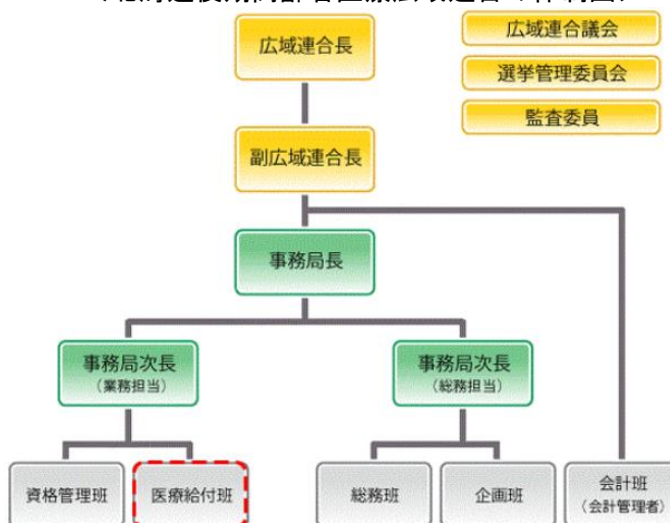 広域連合長
広域連合議会
選挙管理委員会
監査委員
副広域連合長
事務局長
事務局次長
(業務担当)
事務局次長
(総務担当)
資格管理班
医療給付班
総務班
企画班
会計班
(会計管理者)